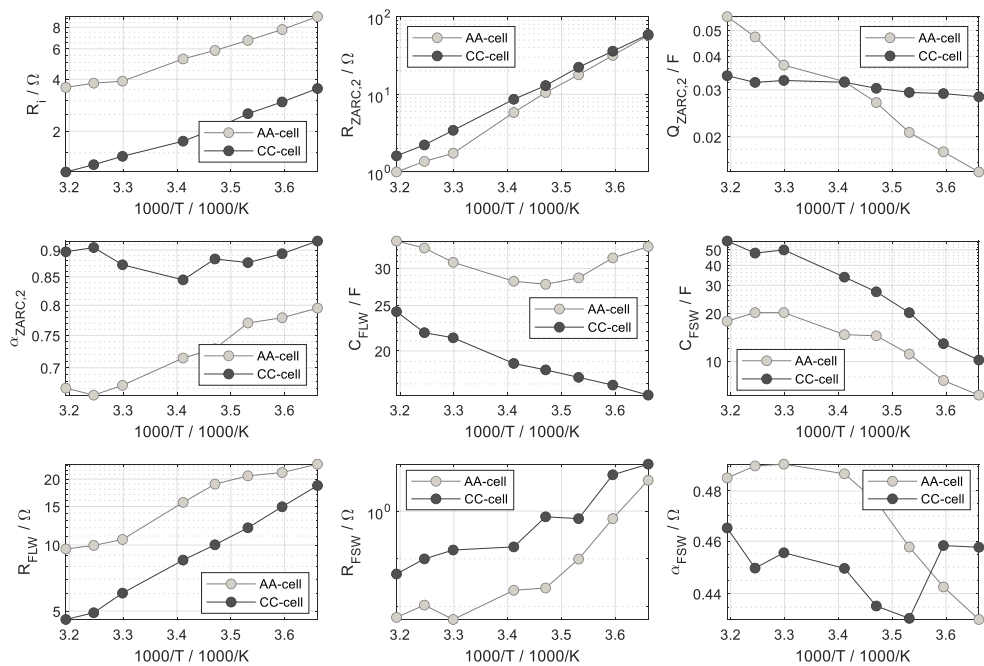 8
6
4
2
R_i / Ω
AA-cell
CC-cell
3.2 3.3 3.4 3.5 3.6
1000/T / 1000/K
10^2
10^1
10^0
R_ZARC,2 / Ω
AA-cell
CC-cell
3.2 3.3 3.4 3.5 3.6
1000/T / 1000/K
0.05
0.04
0.03
0.02
Q_ZARC,2 / F
AA-cell
CC-cell
3.2 3.3 3.4 3.5 3.6
1000/T / 1000/K
0.9
0.85
0.8
0.75
0.7
α_ZARC,2
AA-cell
CC-cell
3.2 3.3 3.4 3.5 3.6
1000/T / 1000/K
30
25
20
C_FLW / F
AA-cell
CC-cell
3.2 3.3 3.4 3.5 3.6
1000/T / 1000/K
50
40
30
20
10
C_FSW / F
AA-cell
CC-cell
3.2 3.3 3.4 3.5 3.6
1000/T / 1000/K
20
15
10
5
R_FLW / Ω
AA-cell
CC-cell
3.2 3.3 3.4 3.5 3.6
1000/T / 1000/K
10^0
R_FSW / Ω
AA-cell
CC-cell
3.2 3.3 3.4 3.5 3.6
1000/T / 1000/K
0.48
0.46
0.44
α_FSW / Ω
AA-cell
CC-cell
3.2 3.3 3.4 3.5 3.6
1000/T / 1000/K